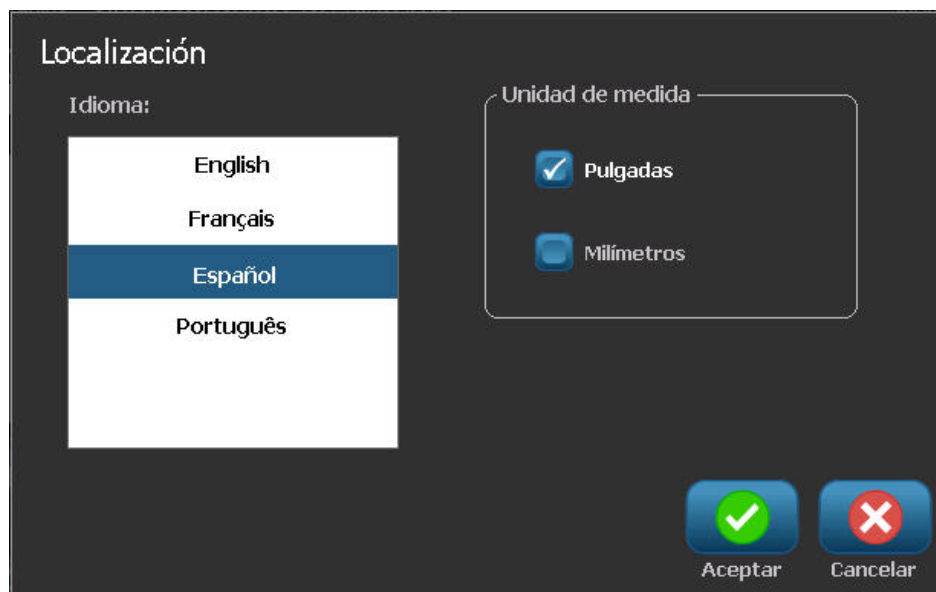 Localización
Idioma:
English
Français
Español
Português
Unidad de medida
Pulgadas
Milímetros
Aceptar
Cancelar